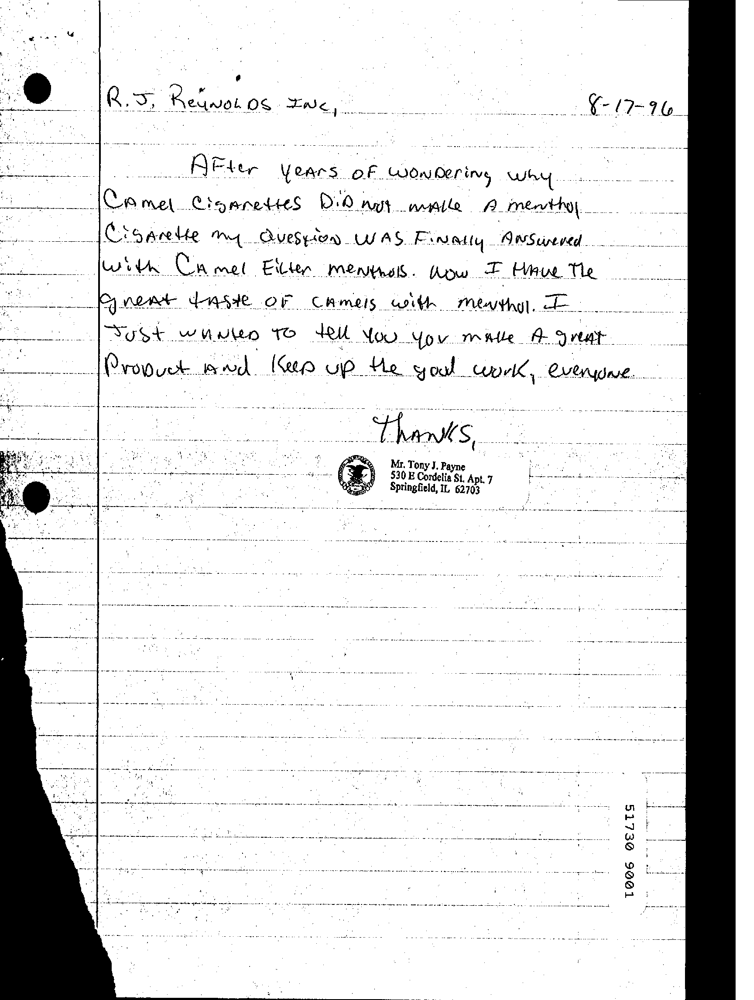 R. J. Reynolds Inc, 8-17-96
After years of wondering why
Camel Cigarettes Did not make A menthol
Cigarette my question was Finally Answered
with Camel Filter menthols. now I Have The
great taste of camels with menthol. I
Just wanted to tell you you make A great
Product and Keep up the good work, everyone.
Thanks,
Mr. Tony J. Payne
530 E Cordelia St. Apt. 7
Springfield, IL 62703
51730 9001